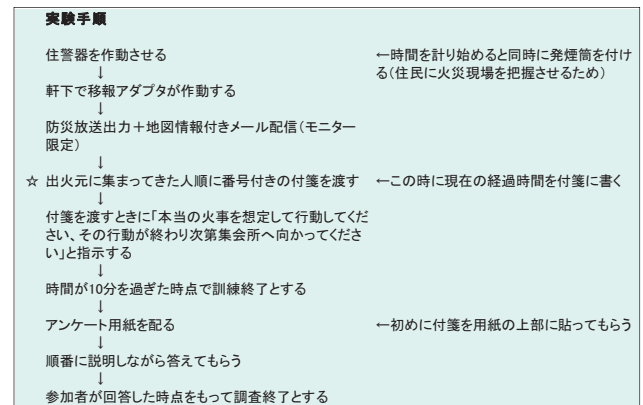 実験手順
住警器を作動させる
←時間を計り始めると同時に発煙筒を付け
る(住民に火災現場を把握させるため)
↓
軒下で移報アダプタが作動する
↓
防災放送出力＋地図情報付きメール配信(モニター
限定)
↓
☆ 出火元に集まってきた人順に番号付きの付箋を渡す
←この時に現在の経過時間を付箋に書く
↓
付箋を渡すときに「本当の火事を想定して行動してくだ
さい、その行動が終わり次第集会所へ向かってくださ
い」と指示する
↓
時間が10分を過ぎた時点で訓練終了とする
↓
アンケート用紙を配る
←初めに付箋を用紙の上部に貼ってもらう
↓
順番に説明しながら答えてもらう
↓
参加者が回答した時点をもって調査終了とする